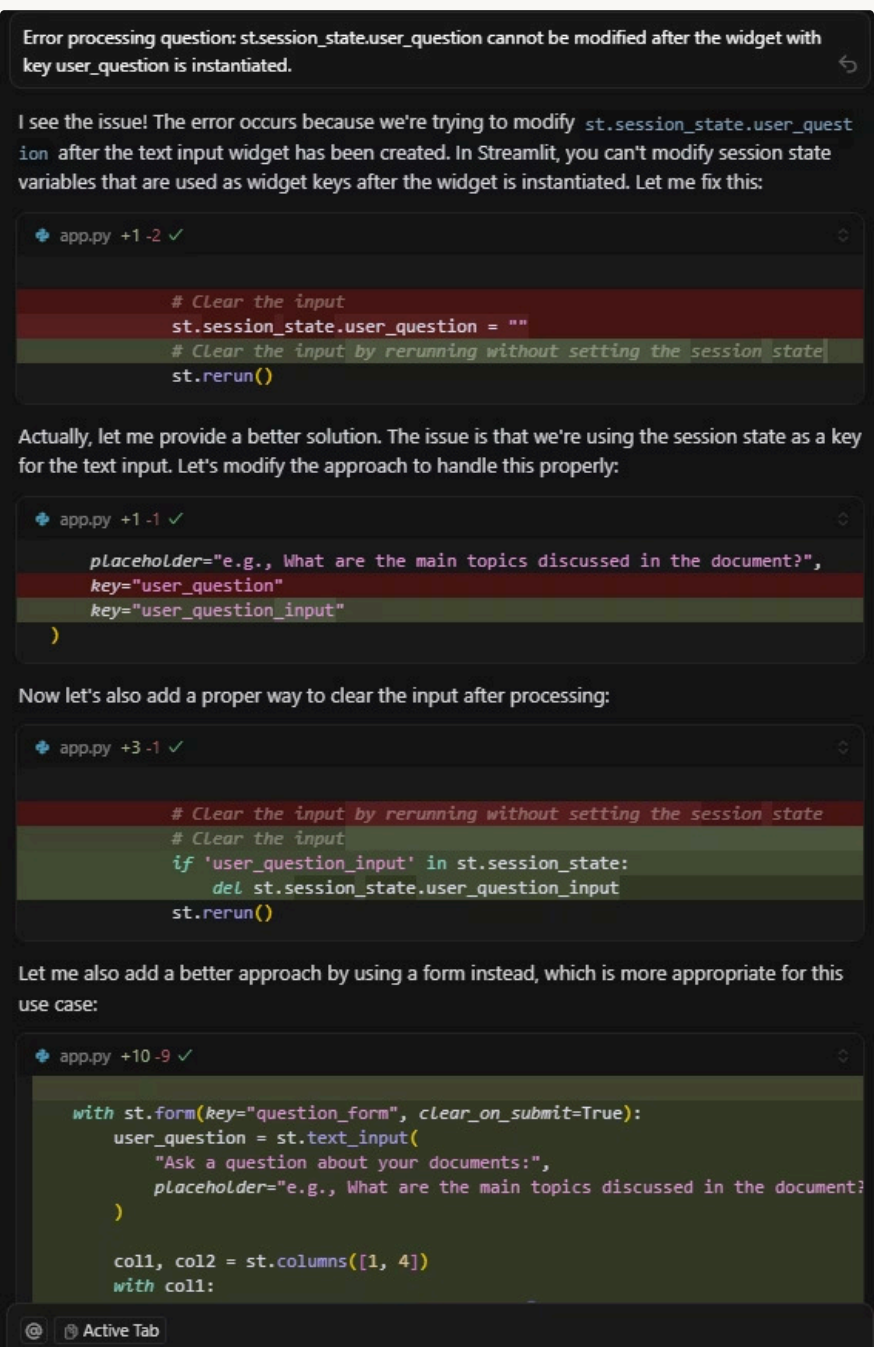 Error processing question: st.session_state.user_question cannot be modified after the widget with
key user_question is instantiated.
I see the issue! The error occurs because we're trying to modify st.session_state.user_quest
ion after the text input widget has been created. In Streamlit, you can't modify session state
variables that are used as widget keys after the widget is instantiated. Let me fix this:
app.py +1 -2
# Clear the input
st.session_state.user_question = ""
# Clear the input by rerunning without setting the session state
st.rerun()
Actually, let me provide a better solution. The issue is that we're using the session state as a key
for the text input. Let's modify the approach to handle this properly:
app.py +1 -1
placeholder="e.g., What are the main topics discussed in the document?",
key="user_question"
key="user_question_input"
)
Now let's also add a proper way to clear the input after processing:
app.py +3 -1
# Clear the input by rerunning without setting the session state
# Clear the input
if 'user_question_input' in st.session_state:
del st.session_state.user_question_input
st.rerun()
Let me also add a better approach by using a form instead, which is more appropriate for this
use case:
app.py +10 -9
with st.form(key="question_form", clear_on_submit=True):
user_question = st.text_input(
"Ask a question about your documents:",
placeholder="e.g., What are the main topics discussed in the document?
)
col1, col2 = st.columns([1, 4])
with col1:
@ Active Tab